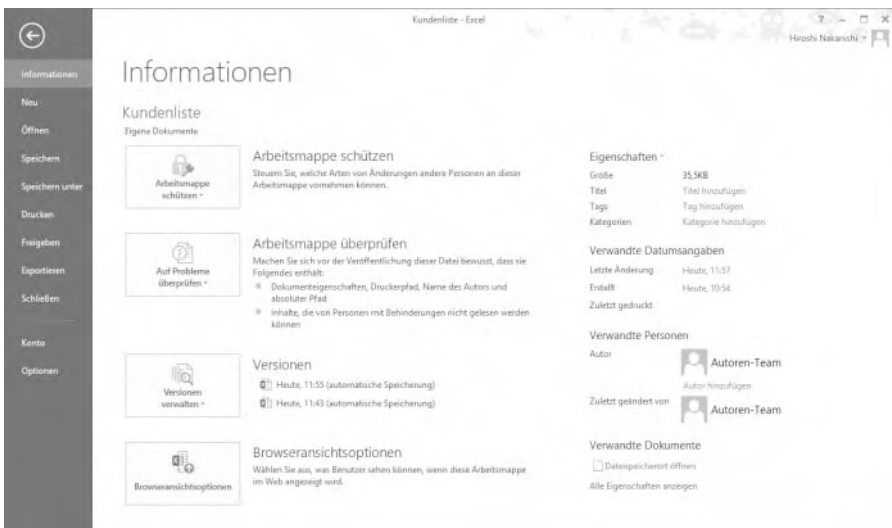 Kundenliste - Excel
? – □ ×
Hiroshi Nakanishi
Informationen
Neu
Öffnen
Speichern
Speichern unter
Drucken
Freigeben
Exportieren
Schließen
Konto
Optionen
Informationen
Kundenliste
Eigene Dokumente
Arbeitsmappe
schützen
Arbeitsmappe schützen
Steuern Sie, welche Arten von Änderungen andere Personen an dieser
Arbeitsmappe vornehmen können.
Auf Probleme
überprüfen
Arbeitsmappe überprüfen
Machen Sie sich vor der Veröffentlichung dieser Datei bewusst, dass sie
Folgendes enthält:
Dokumenteigenschaften, Druckerpfad, Name des Autors und
absoluter Pfad
Inhalte, die von Personen mit Behinderungen nicht gelesen werden
können
Versionen
verwalten
Versionen
Heute, 11:55 (automatische Speicherung)
Heute, 11:43 (automatische Speicherung)
Browseransichtsoptionen
Browseransichtsoptionen
Wählen Sie aus, was Benutzer sehen können, wenn diese Arbeitsmappe
im Web angezeigt wird.
Eigenschaften
Größe 35,5KB
Titel Titel hinzufügen
Tags Tag hinzufügen
Kategorien Kategorie hinzufügen
Verwandte Datumsangaben
Letzte Änderung Heute, 11:57
Erstellt Heute, 10:54
Zuletzt gedruckt
Verwandte Personen
Autor Autoren-Team
Autor hinzufügen
Zuletzt geändert von Autoren-Team
Verwandte Dokumente
Dateispeicherort öffnen
Alle Eigenschaften anzeigen